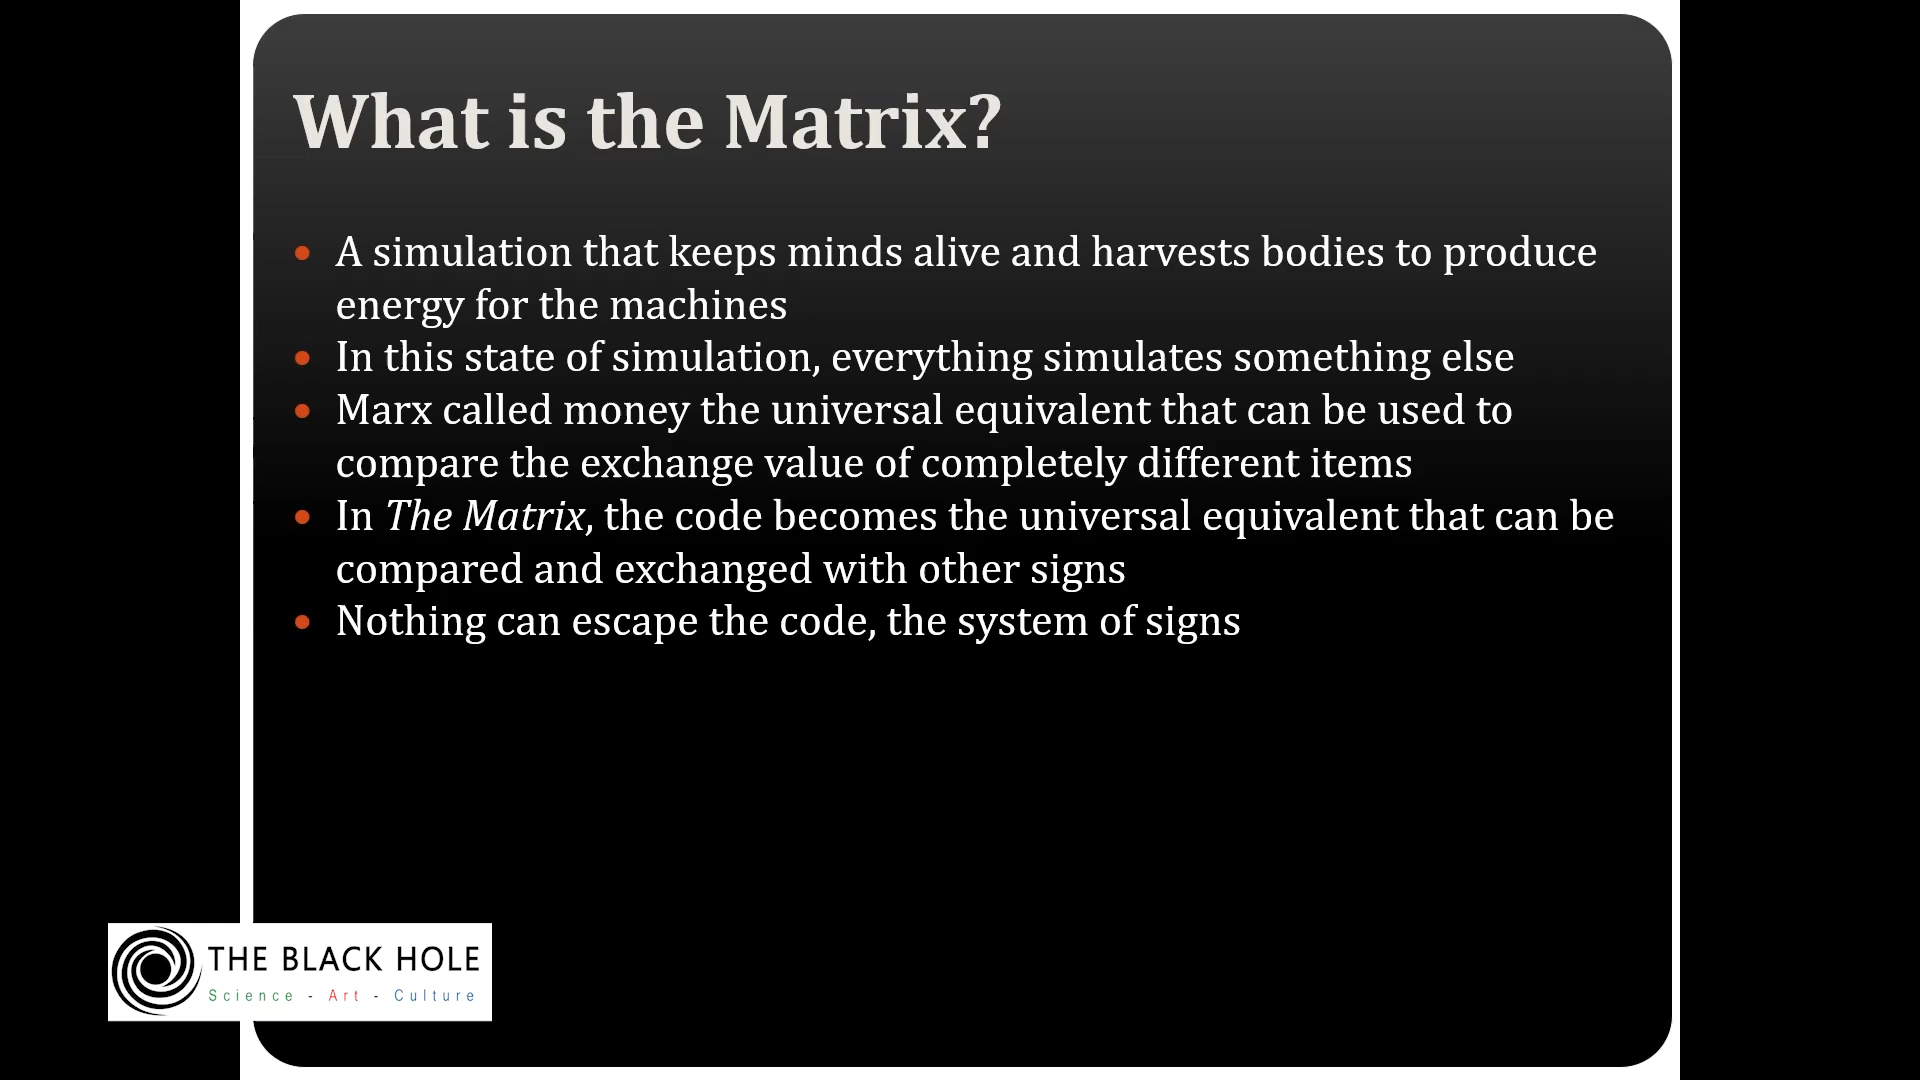 What is the Matrix?
• A simulation that keeps minds alive and harvests bodies to produce
energy for the machines
• In this state of simulation, everything simulates something else
• Marx called money the universal equivalent that can be used to
compare the exchange value of completely different items
• In The Matrix, the code becomes the universal equivalent that can be
compared and exchanged with other signs
• Nothing can escape the code, the system of signs
THE BLACK HOLE
Science - Art - Culture